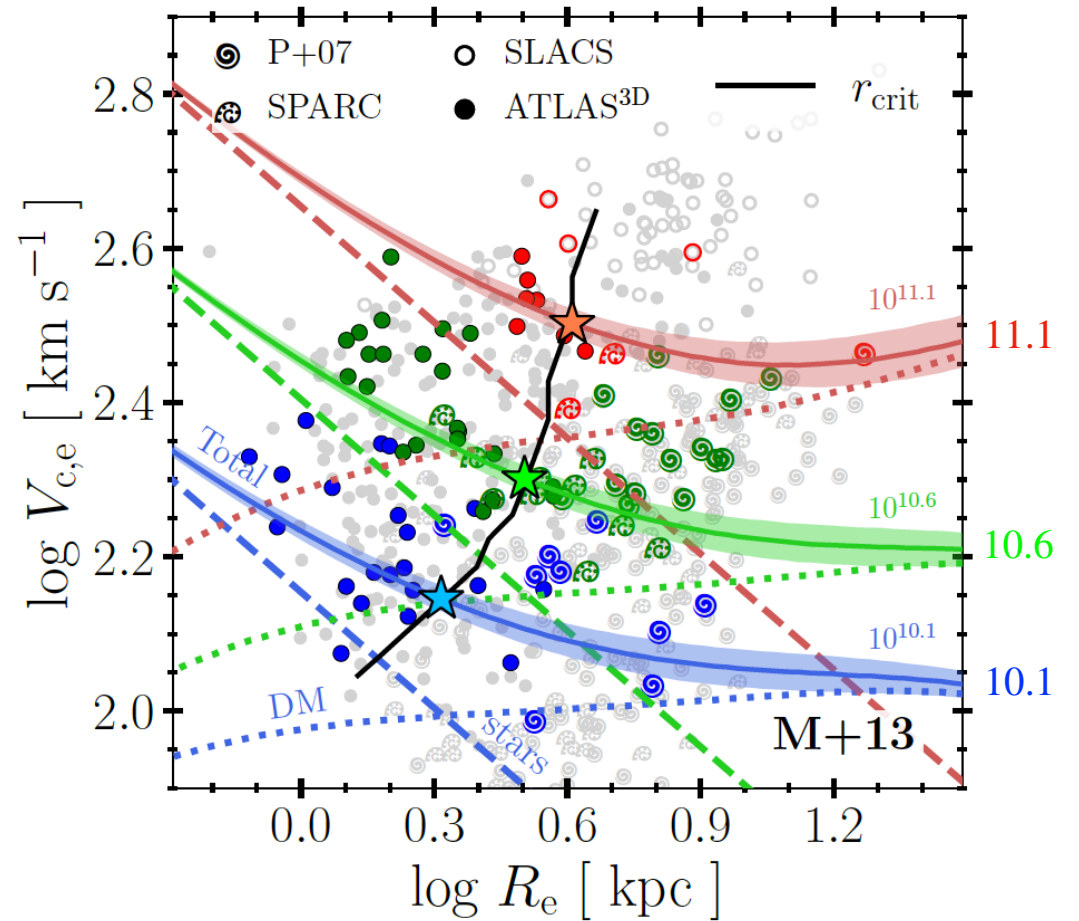 P+07
SLACS
SPARC
ATLAS³ᴰ
r_crit
log V_c,e [ km s⁻¹ ]
2.8
2.6
2.4
2.2
2.0
10^11.1
11.1
10^10.6
10.6
10^10.1
10.1
Total
DM
stars
M+13
0.0 0.3 0.6 0.9 1.2
log R_e [ kpc ]